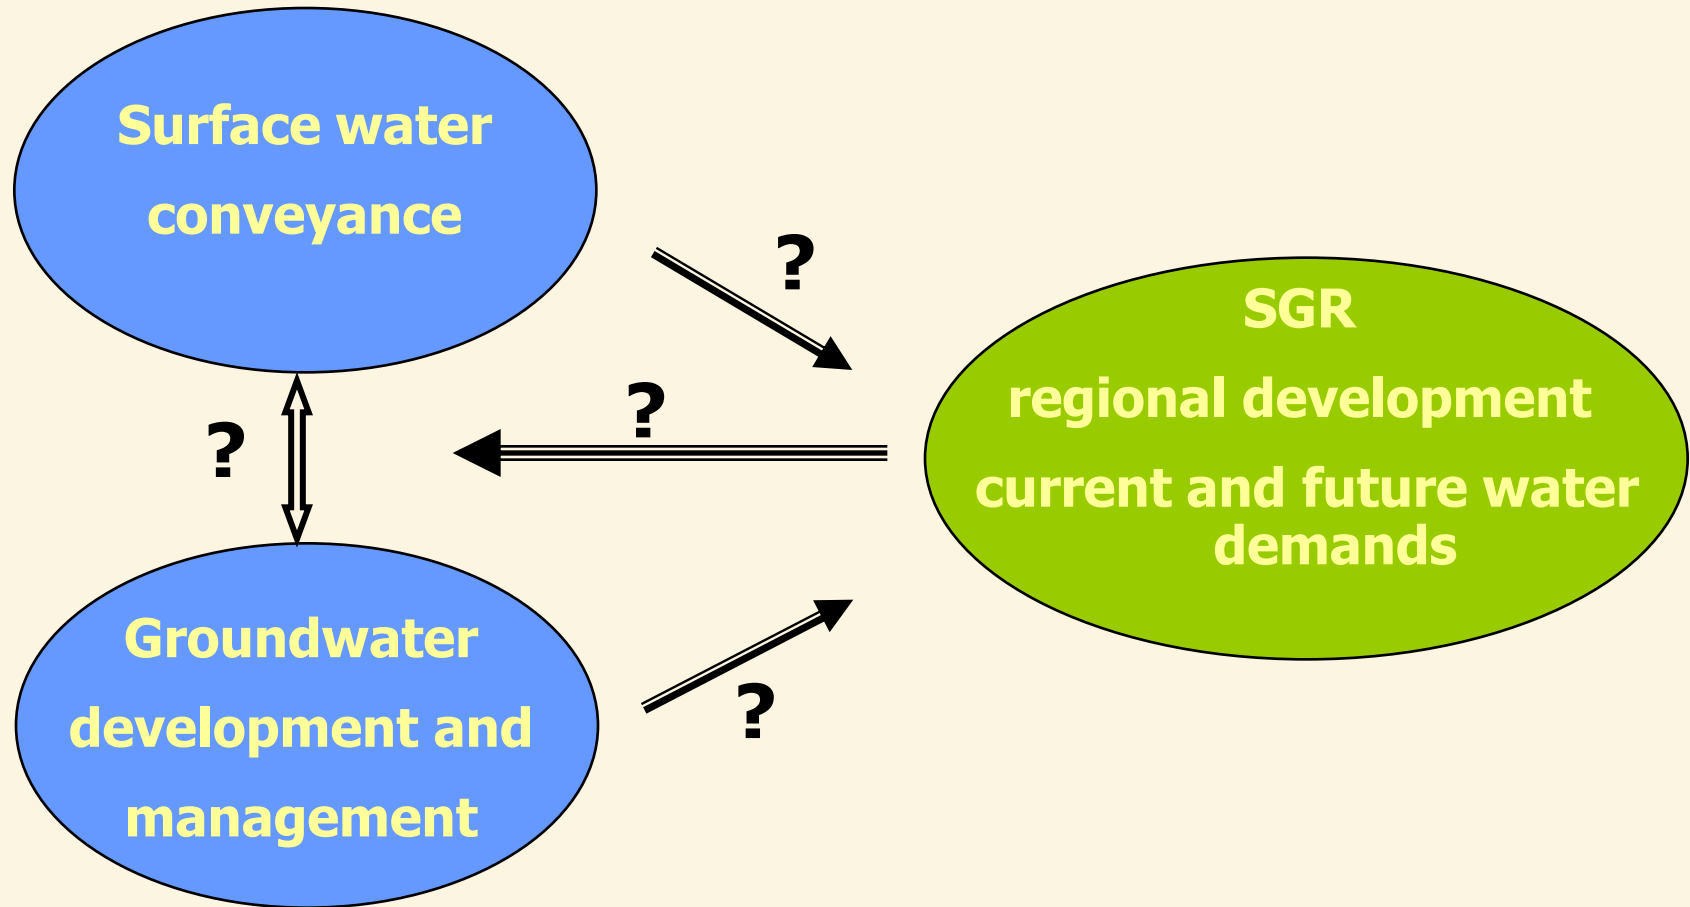 Surface water
conveyance
?
SGR
regional development
current and future water
demands
?
?
Groundwater
development and
management
?